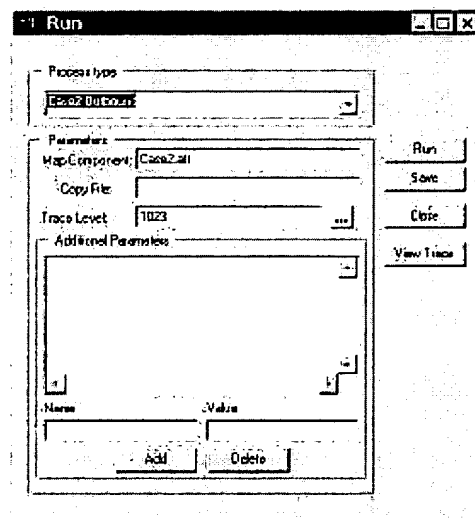 Run
Process type
Case2 Outbound
Parameters
Map Component: Case2.att
Copy File:
Trace Level: 1023 ...
Additional Parameters
Name Value
Add Delete
Run
Save
Close
View Trace